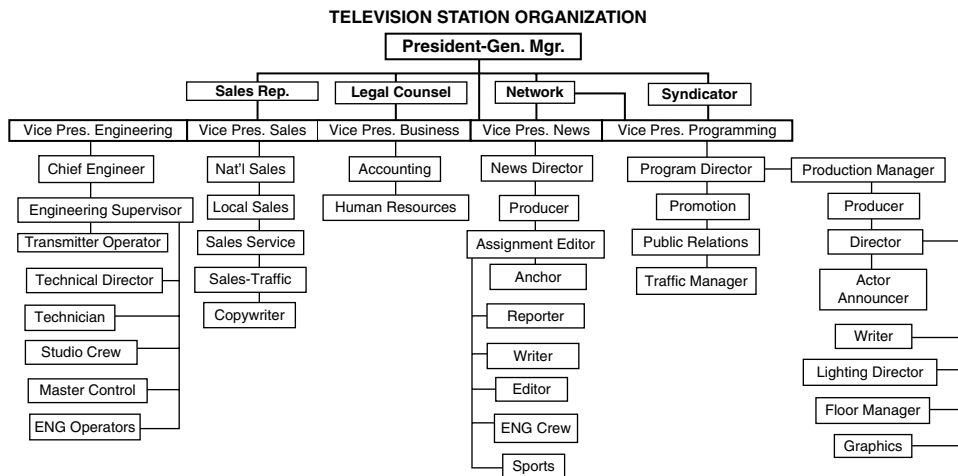 TELEVISION STATION ORGANIZATION
President-Gen. Mgr.
Sales Rep.
Legal Counsel
Network
Syndicator
Vice Pres. Engineering
Vice Pres. Sales
Vice Pres. Business
Vice Pres. News
Vice Pres. Programming
Chief Engineer
Engineering Supervisor
Transmitter Operator
Technical Director
Technician
Studio Crew
Master Control
ENG Operators
Nat'l Sales
Local Sales
Sales Service
Sales-Traffic
Copywriter
Accounting
Human Resources
News Director
Producer
Assignment Editor
Anchor
Reporter
Writer
Editor
ENG Crew
Sports
Program Director
Promotion
Public Relations
Traffic Manager
Production Manager
Producer
Director
Actor
Announcer
Writer
Lighting Director
Floor Manager
Graphics